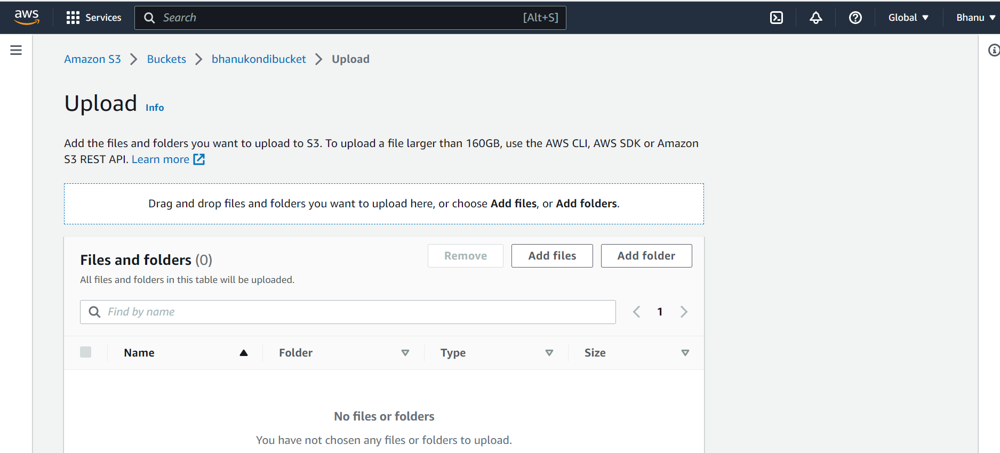 aws Services Search [Alt+S] Global Bhanu
Amazon S3 Buckets bhanukondibucket Upload
Upload Info
Add the files and folders you want to upload to S3. To upload a file larger than 160GB, use the AWS CLI, AWS SDK or Amazon
S3 REST API. Learn more
Drag and drop files and folders you want to upload here, or choose Add files, or Add folders.
Files and folders (0) Remove Add files Add folder
All files and folders in this table will be uploaded.
Find by name 1
Name Folder Type Size
No files or folders
You have not chosen any files or folders to upload.